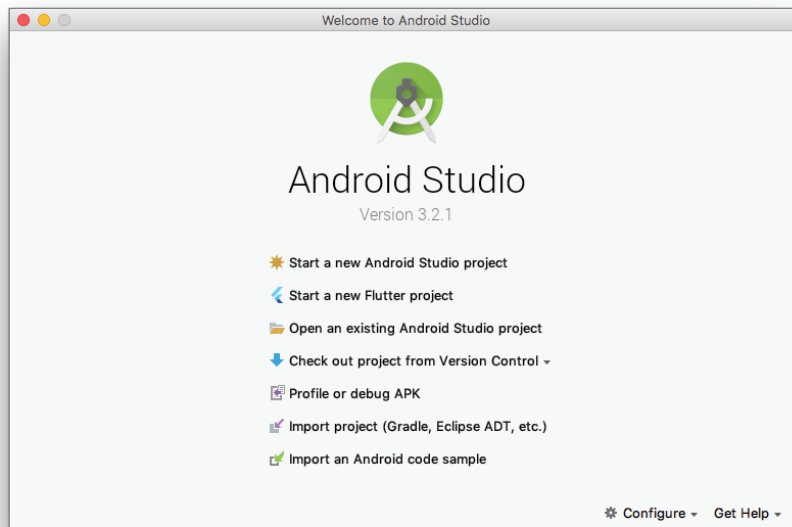 Welcome to Android Studio
Android Studio
Version 3.2.1
Start a new Android Studio project
Start a new Flutter project
Open an existing Android Studio project
Check out project from Version Control
Profile or debug APK
Import project (Gradle, Eclipse ADT, etc.)
Import an Android code sample
Configure Get Help